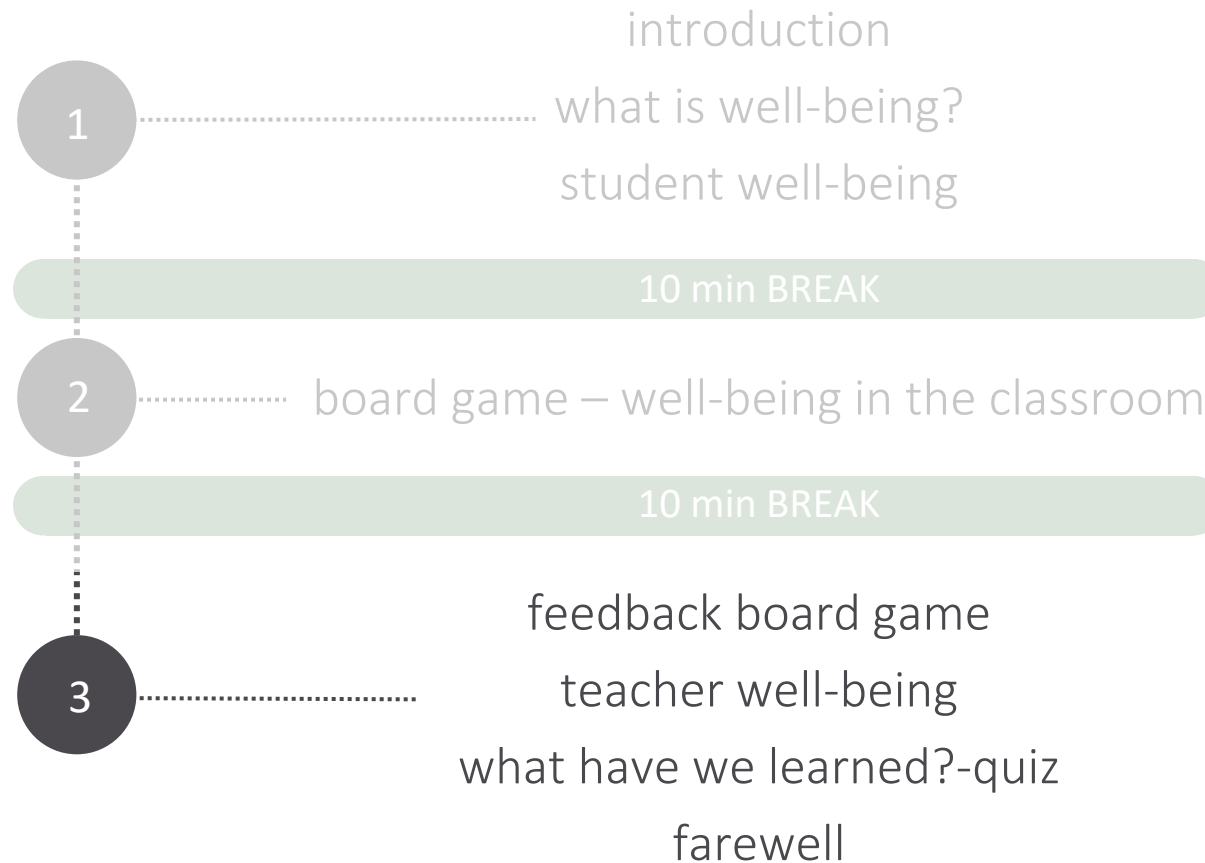 introduction
1 what is well-being?
student well-being
10 min BREAK
2 board game – well-being in the classroom
10 min BREAK
feedback board game
3 teacher well-being
what have we learned?-quiz
farewell